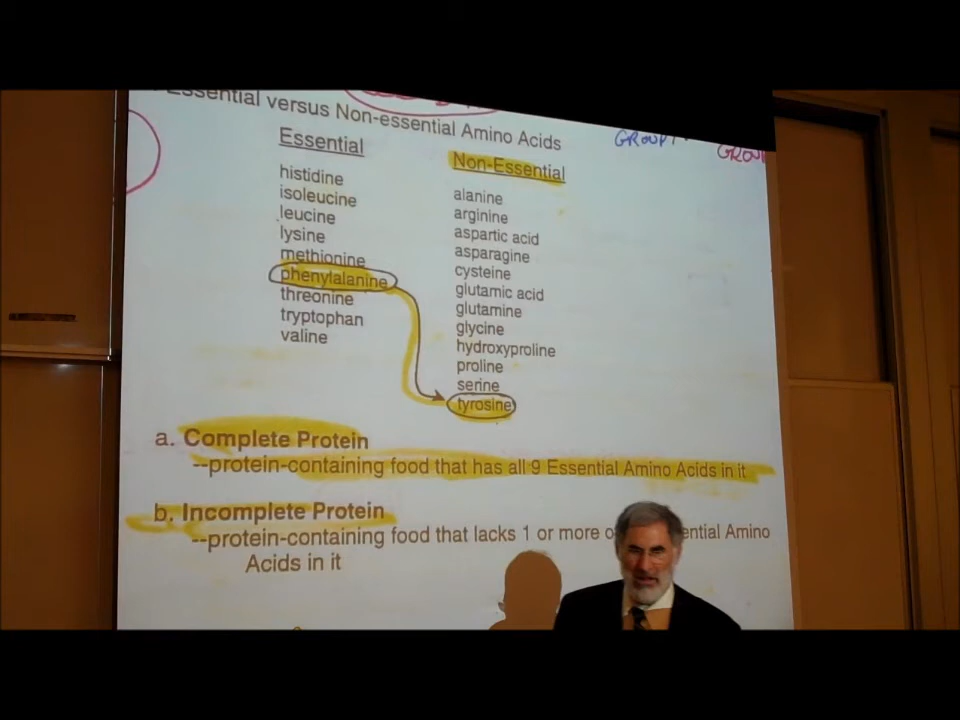 Essential versus Non-essential Amino Acids
GROUP
GROUP
Essential
Non-Essential
histidine
isoleucine
leucine
lysine
methionine
phenylalanine
threonine
tryptophan
valine
alanine
arginine
aspartic acid
asparagine
cysteine
glutamic acid
glutamine
glycine
hydroxyproline
proline
serine
tyrosine
a. Complete Protein
--protein-containing food that has all 9 Essential Amino Acids in it
b. Incomplete Protein
--protein-containing food that lacks 1 or more ential Amino
Acids in it